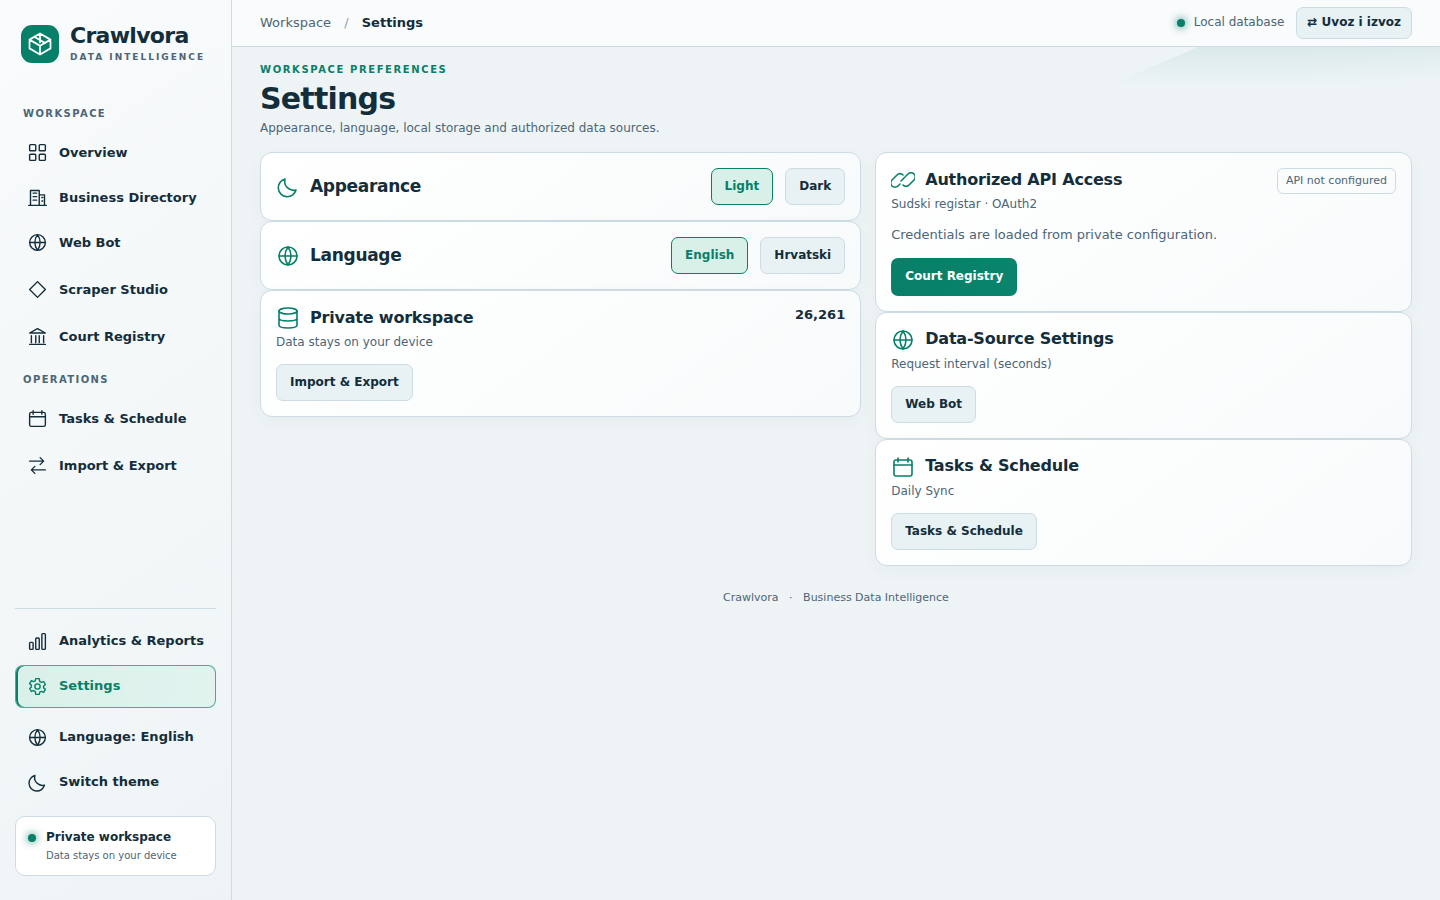 Crawlvora
DATA INTELLIGENCE
WORKSPACE
Overview
Business Directory
Web Bot
Scraper Studio
Court Registry
OPERATIONS
Tasks & Schedule
Import & Export
Analytics & Reports
Settings
Language: English
Switch theme
Private workspace
Data stays on your device
Workspace / Settings
Local database
⇄ Uvoz i izvoz
WORKSPACE PREFERENCES
Settings
Appearance, language, local storage and authorized data sources.
Appearance
Light
Dark
Language
English
Hrvatski
Private workspace
26,261
Data stays on your device
Import & Export
Authorized API Access
API not configured
Sudski registar · OAuth2
Credentials are loaded from private configuration.
Court Registry
Data-Source Settings
Request interval (seconds)
Web Bot
Tasks & Schedule
Daily Sync
Tasks & Schedule
Crawlvora · Business Data Intelligence